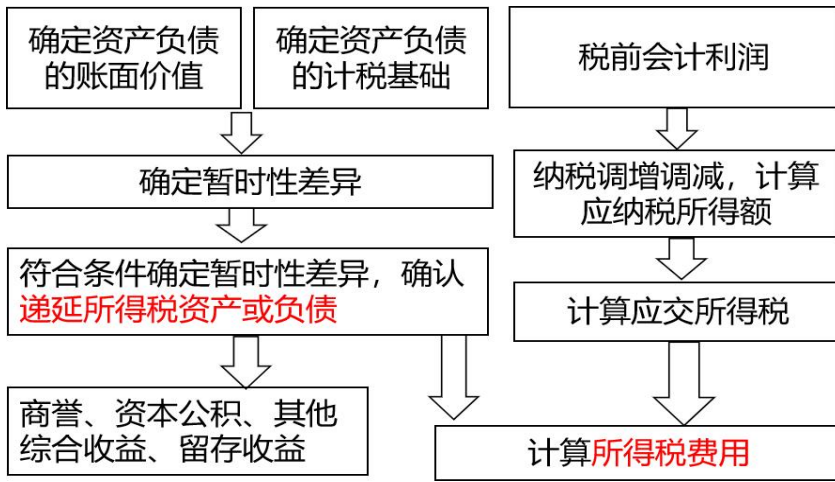 确定资产负债
的账面价值
确定资产负债
的计税基础
税前会计利润
确定暂时性差异
纳税调增调减，计算
应纳税所得额
符合条件确定暂时性差异，确认
递延所得税资产或负债
计算应交所得税
商誉、资本公积、其他
综合收益、留存收益
计算所得税费用